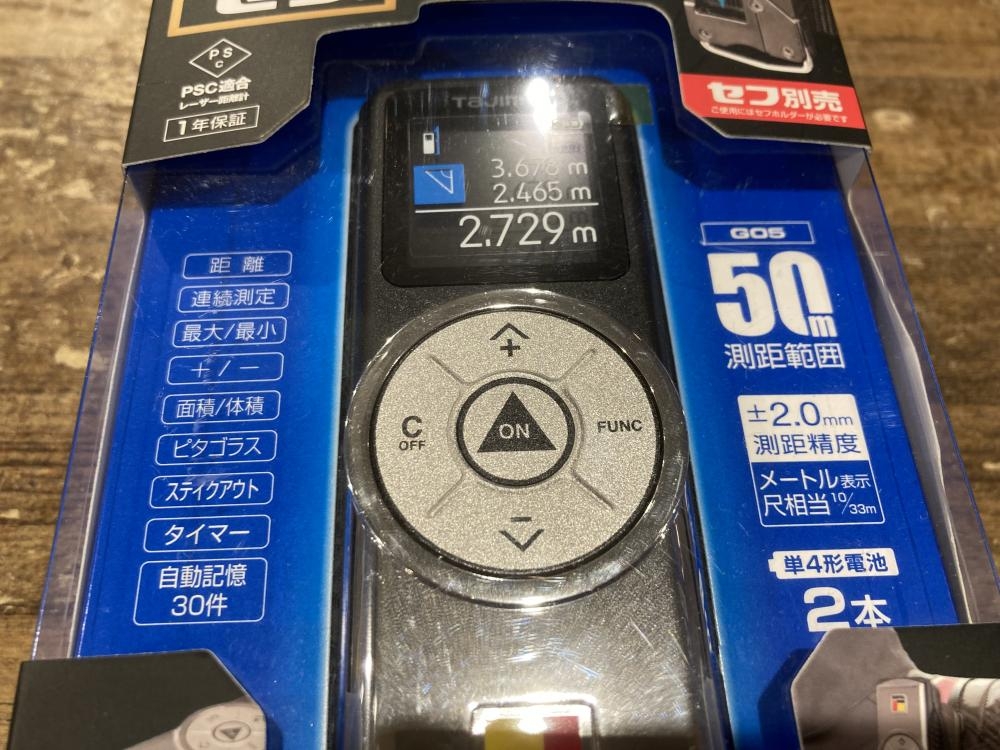 PSC
PSC適合
レーザー距離計
1年保証
セフ別売
ご使用にはセフホルダーが必要です
TaJIM
3.678 m
2.465 m
2.729 m
距離
連続測定
最大/最小
+/−
面積/体積
ピタゴラス
スティクアウト
タイマー
自動記憶
30件
+
C
OFF
ON
FUNC
−
G05
50m
測距範囲
±2.0mm
測距精度
メートル表示
尺相当10/33m
単4形電池
2本